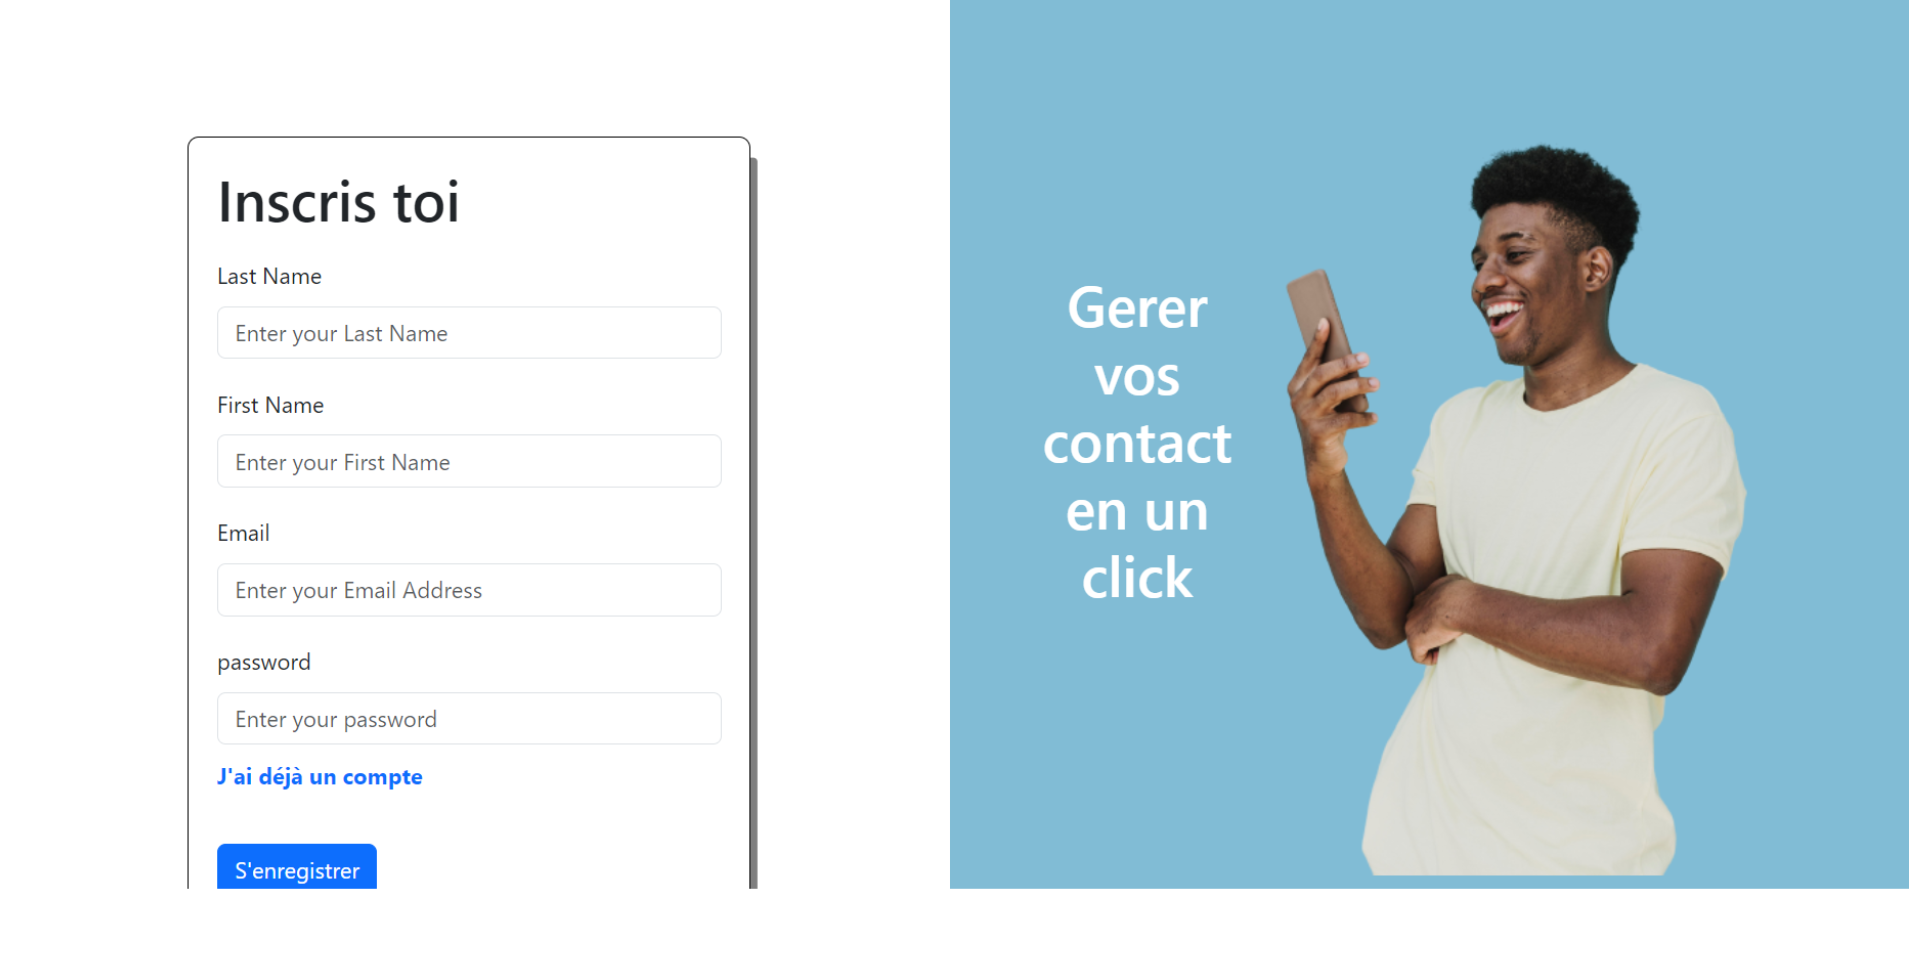 Inscris toi
Last Name
Enter your Last Name
First Name
Enter your First Name
Email
Enter your Email Address
password
Enter your password
J'ai déjà un compte
S'enregistrer
Gerer
vos
contact
en un
click